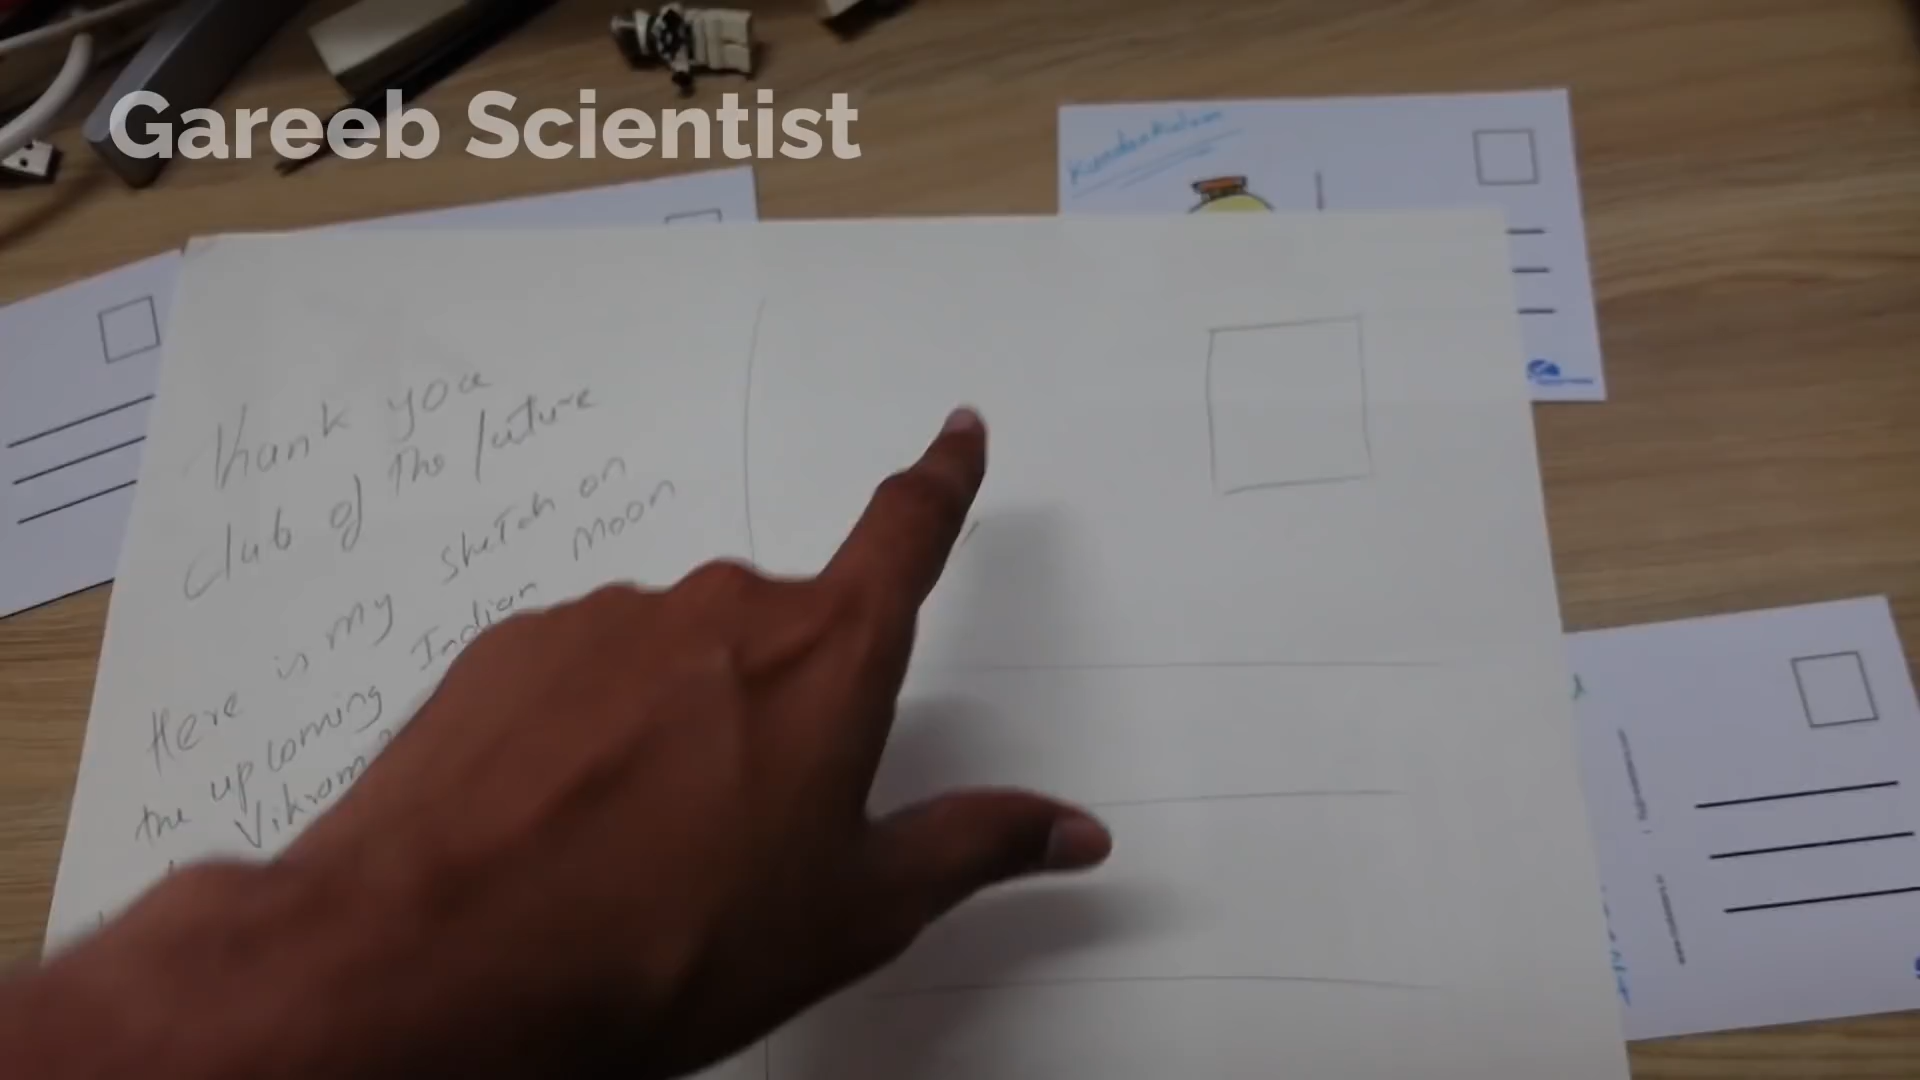 Gareeb Scientist
Thank you
club of the future
Here is my sketch on
the upcoming Indian Moon
Vikram